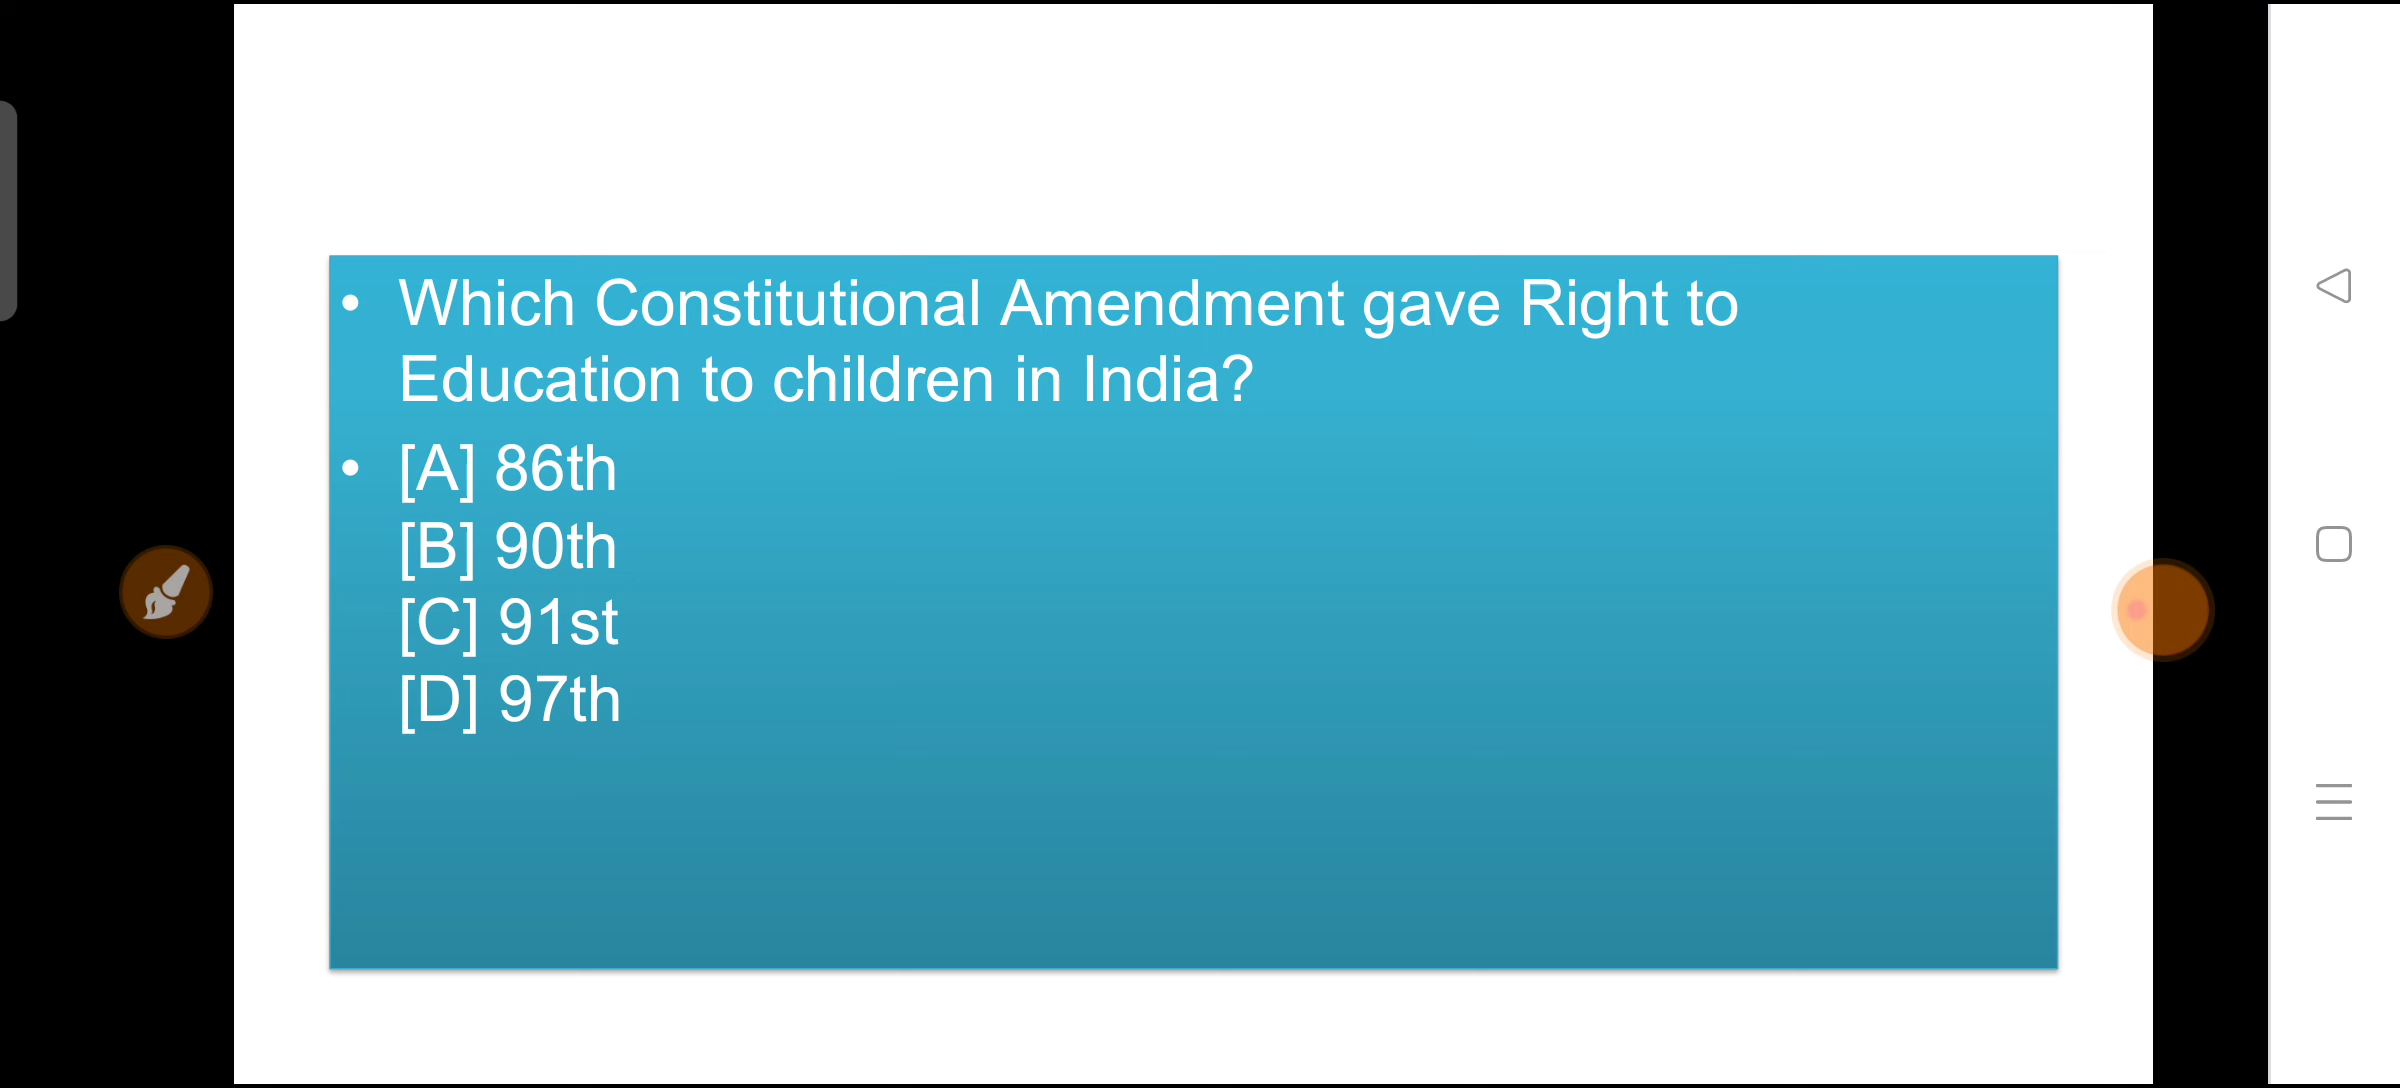 • Which Constitutional Amendment gave Right to
Education to children in India?
• [A] 86th
[B] 90th
[C] 91st
[D] 97th